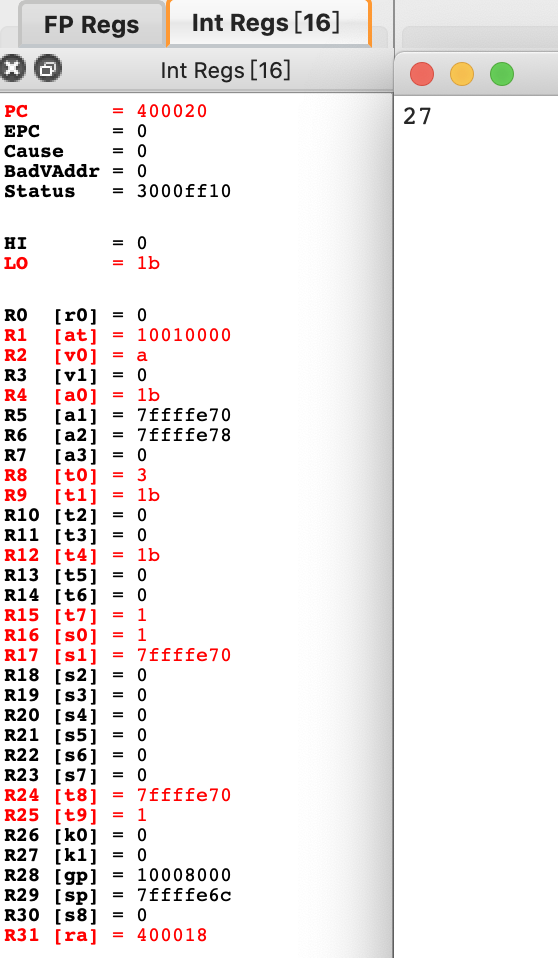 FP Regs
Int Regs [16]
Int Regs [16]
PC = 400020
EPC = 0
Cause = 0
BadVAddr = 0
Status = 3000ff10
HI = 0
LO = 1b
R0 [r0] = 0
R1 [at] = 10010000
R2 [v0] = a
R3 [v1] = 0
R4 [a0] = 1b
R5 [a1] = 7ffffe70
R6 [a2] = 7ffffe78
R7 [a3] = 0
R8 [t0] = 3
R9 [t1] = 1b
R10 [t2] = 0
R11 [t3] = 0
R12 [t4] = 1b
R13 [t5] = 0
R14 [t6] = 0
R15 [t7] = 1
R16 [s0] = 1
R17 [s1] = 7ffffe70
R18 [s2] = 0
R19 [s3] = 0
R20 [s4] = 0
R21 [s5] = 0
R22 [s6] = 0
R23 [s7] = 0
R24 [t8] = 7ffffe70
R25 [t9] = 1
R26 [k0] = 0
R27 [k1] = 0
R28 [gp] = 10008000
R29 [sp] = 7ffffe6c
R30 [s8] = 0
R31 [ra] = 400018
27